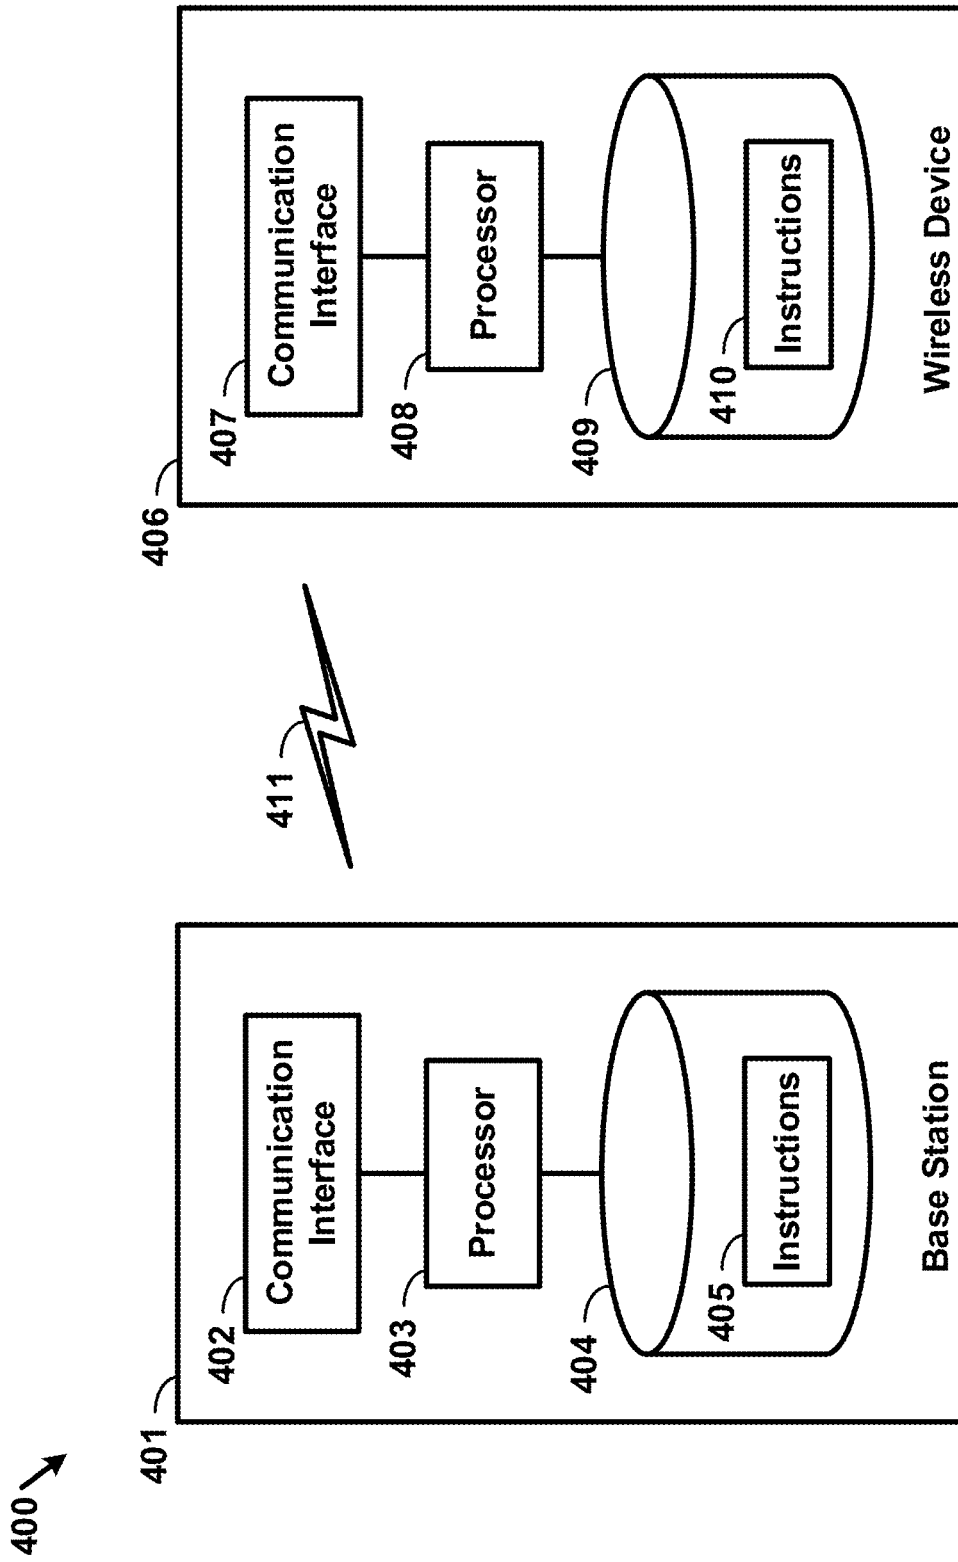 400
401
402
Communication
Interface
403
Processor
404
405
Instructions
Base Station
411
406
407
Communication
Interface
408
Processor
409
410
Instructions
Wireless Device